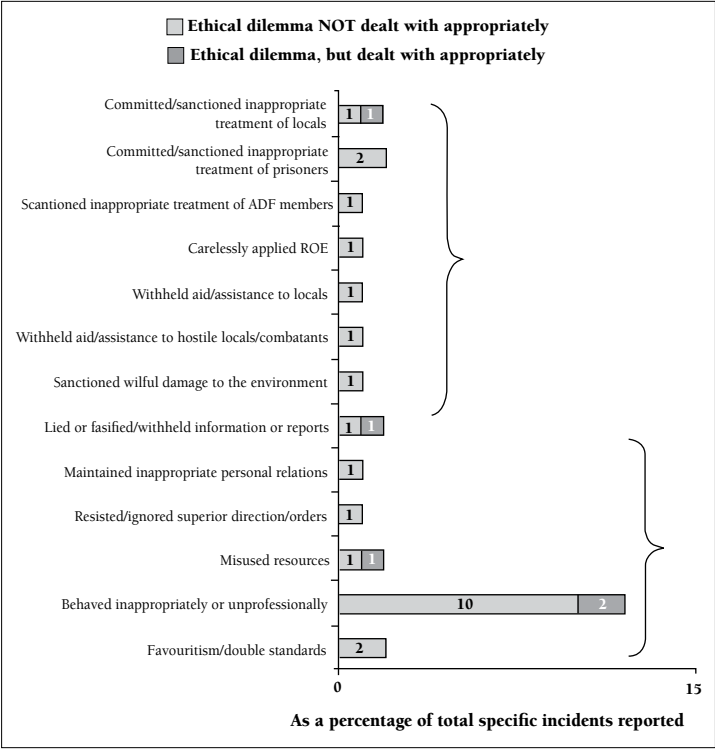 Ethical dilemma NOT dealt with appropriately
Ethical dilemma, but dealt with appropriately
Committed/sanctioned inappropriate
treatment of locals
1 1
Committed/sanctioned inappropriate
treatment of prisoners
2
Scantioned inappropriate treatment of ADF members
1
Carelessly applied ROE
1
Withheld aid/assistance to locals
1
Withheld aid/assistance to hostile locals/combatants
1
Sanctioned wilful damage to the environment
1
Lied or fasified/withheld information or reports
1 1
Maintained inappropriate personal relations
1
Resisted/ignored superior direction/orders
1
Misused resources
1 1
Behaved inappropriately or unprofessionally
10 2
Favouritism/double standards
2
0 15
As a percentage of total specific incidents reported